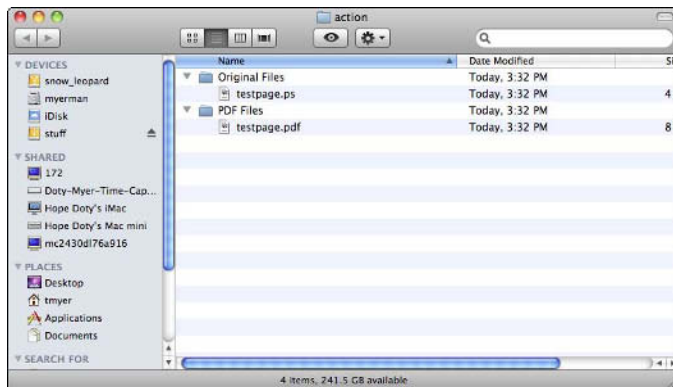 action
Name Date Modified Si
DEVICES
snow_leopard
myerman
iDisk
stuff
SHARED
172
Doty-Myer-Time-Cap...
Hope Doty's iMac
Hope Doty's Mac mini
mc2430dl76a916
PLACES
Desktop
tmyer
Applications
Documents
SEARCH FOR
Original Files Today, 3:32 PM
testpage.ps Today, 3:32 PM 4
PDF Files Today, 3:32 PM
testpage.pdf Today, 3:32 PM 8
4 items, 241.5 GB available